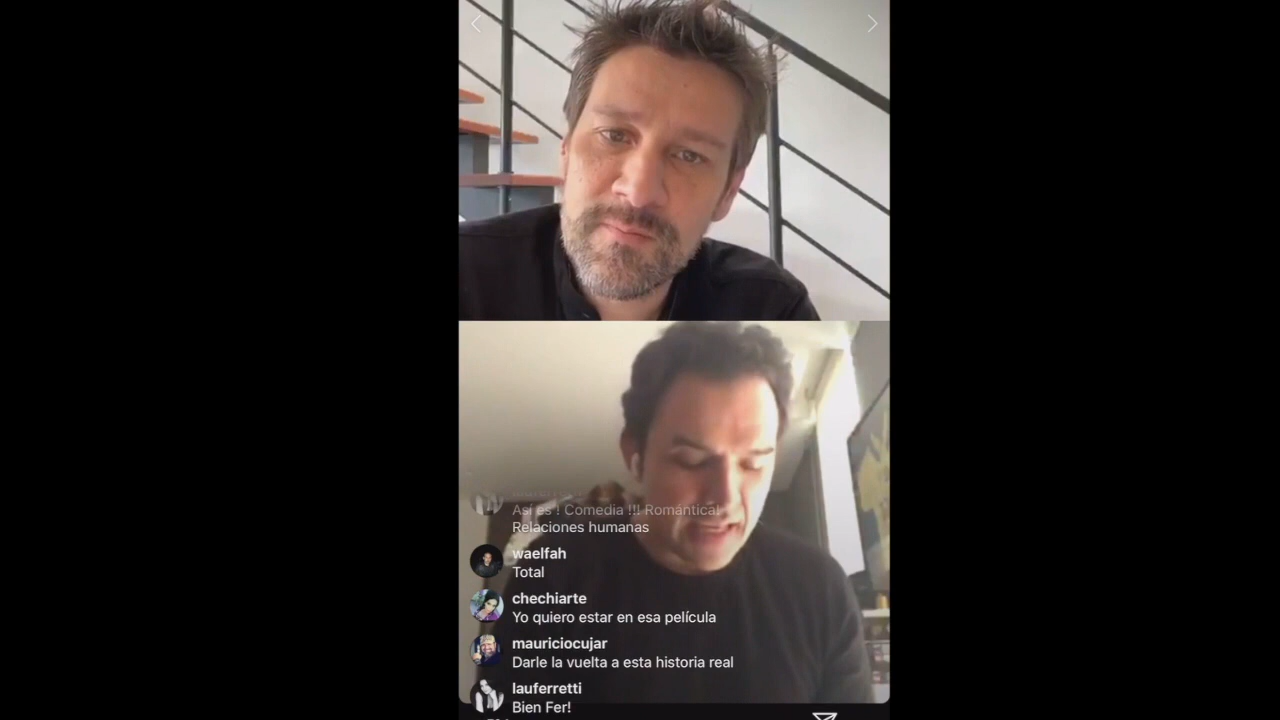 Así es ! Comedia !!! Romántica!
Relaciones humanas
waelfah
Total
chechiarte
Yo quiero estar en esa película
mauriciocujar
Darle la vuelta a esta historia real
lauferretti
Bien Fer!